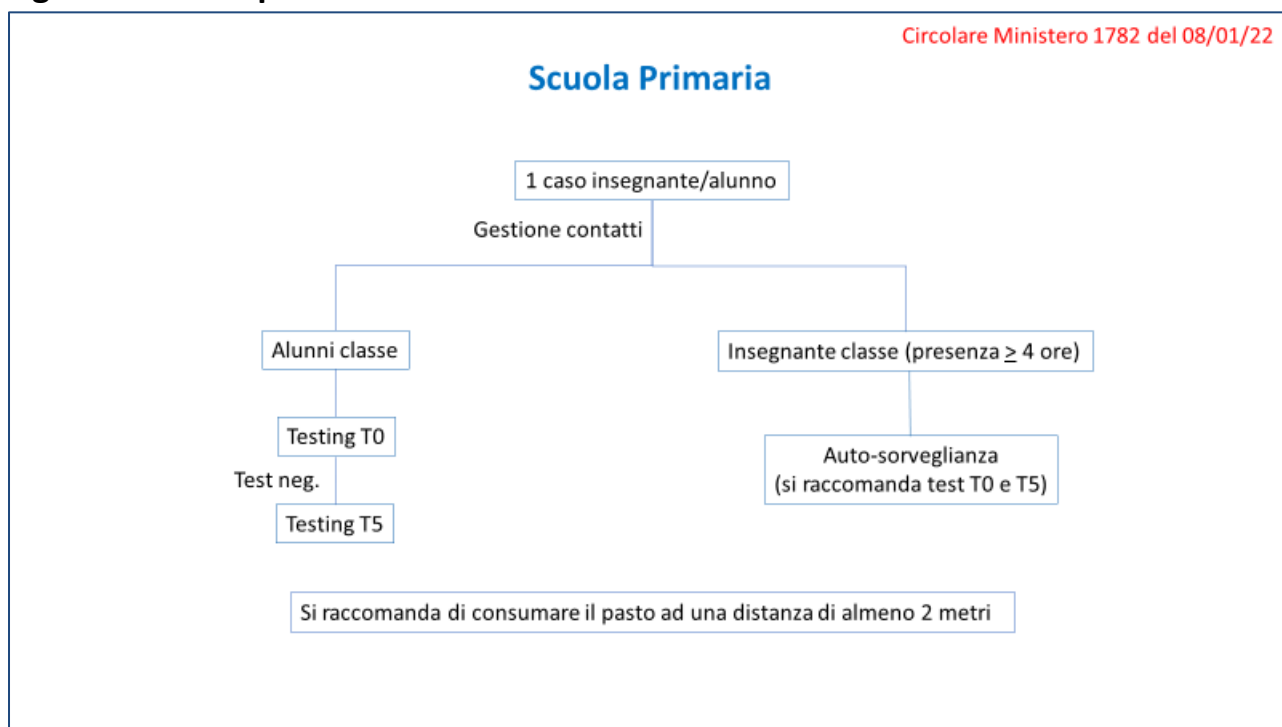 Circolare Ministero 1782 del 08/01/22
Scuola Primaria
1 caso insegnante/alunno
Gestione contatti
Alunni classe
Insegnante classe (presenza ≥ 4 ore)
Testing T0
Auto-sorveglianza
(si raccomanda test T0 e T5)
Test neg.
Testing T5
Si raccomanda di consumare il pasto ad una distanza di almeno 2 metri